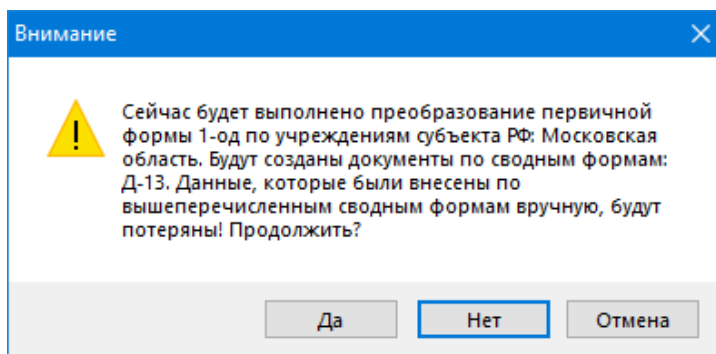 Внимание
Сейчас будет выполнено преобразование первичной
формы 1-од по учреждениям субъекта РФ: Московская
область. Будут созданы документы по сводным формам:
Д-13. Данные, которые были внесены по
вышеперечисленным сводным формам вручную, будут
потеряны! Продолжить?
Да
Нет
Отмена